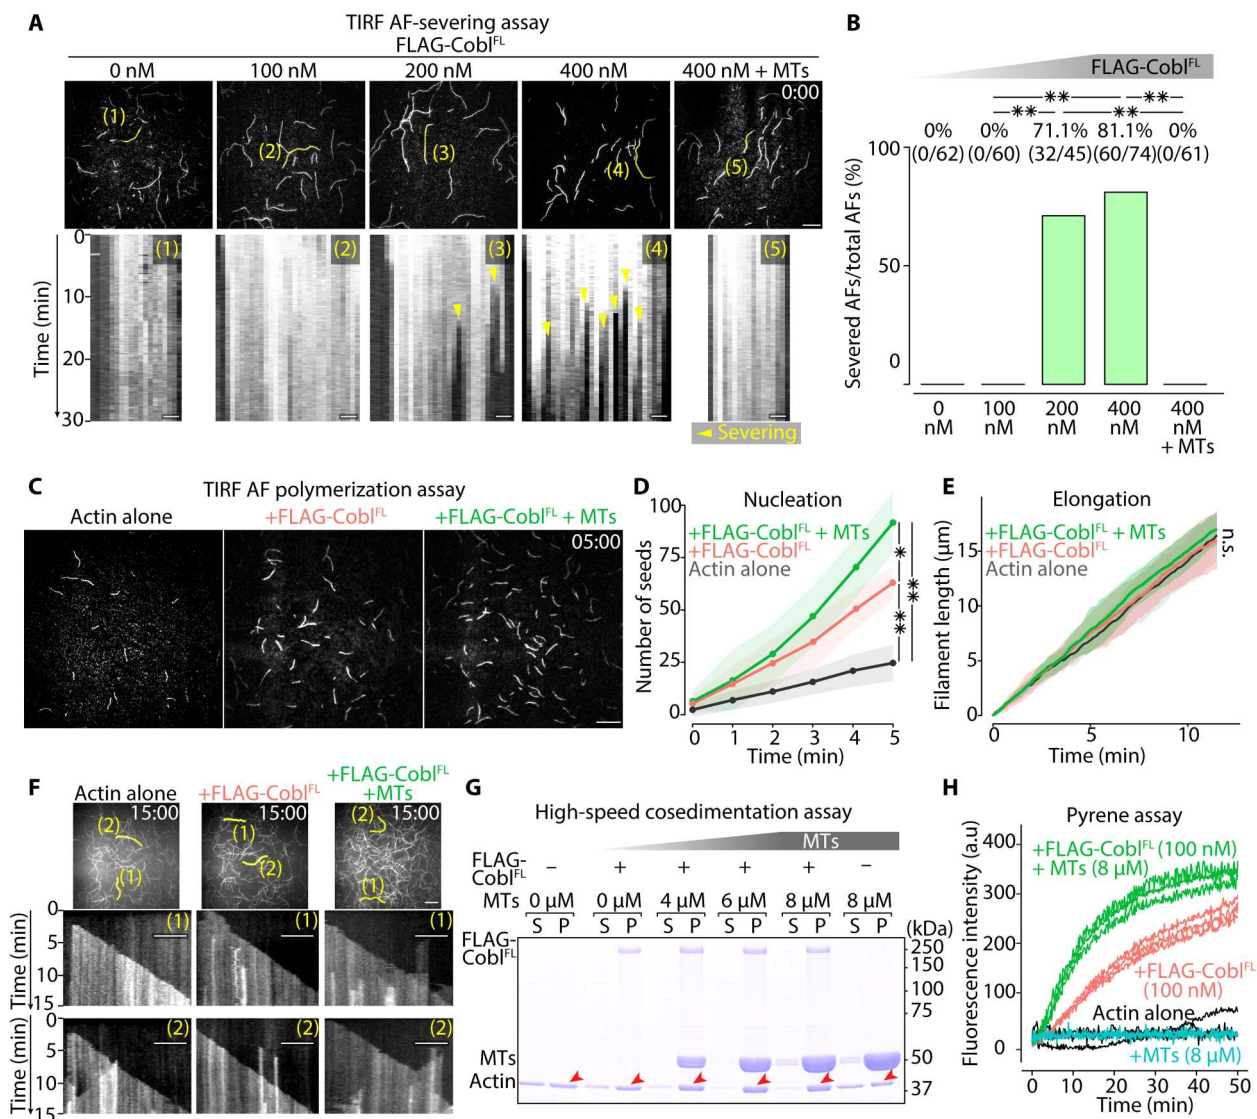 A
TIRF AF-severing assay
FLAG-Cobl^FL
0 nM 100 nM 200 nM 400 nM 400 nM + MTs
0:00
(1) (2) (3) (4) (5)
(1) (2) (3) (4) (5)
Time (min)
0
10
20
30
◄ Severing
B
FLAG-Cobl^FL
** **
** **
0% 0% 71.1% 81.1% 0%
(0/62) (0/60) (32/45) (60/74) (0/61)
Severed AFs/total AFs (%)
100
50
0
0 nM 100 nM 200 nM 400 nM 400 nM + MTs
C
TIRF AF polymerization assay
Actin alone +FLAG-Cobl^FL +FLAG-Cobl^FL + MTs
05:00
D
Nucleation
+FLAG-Cobl^FL + MTs
+FLAG-Cobl^FL
Actin alone
Number of seeds
100
75
50
25
0
0 1 2 3 4 5
Time (min)
*
**
**
E
Elongation
+FLAG-Cobl^FL + MTs
+FLAG-Cobl^FL
Actin alone
n.s.
Filament length (µm)
15
10
5
0
0 5 10
Time (min)
F
Actin alone +FLAG-Cobl^FL +FLAG-Cobl^FL +MTs
15:00 15:00 15:00
(2) (1) (2)
(1) (2) (1)
Time (min)
0
5
10
15
(1) (1) (1)
Time (min)
0
5
10
15
(2) (2) (2)
G
High-speed cosedimentation assay
MTs
FLAG-Cobl^FL − + + + + −
MTs 0 µM 0 µM 4 µM 6 µM 8 µM 8 µM
S P S P S P S P S P S P (kDa)
FLAG-Cobl^FL
MTs
Actin
250
150
100
75
50
37
H
Pyrene assay
+FLAG-Cobl^FL (100 nM)
+ MTs (8 µM)
+FLAG-Cobl^FL
(100 nM)
Actin alone
+MTs (8 µM)
Fluorescence intensity (a.u)
400
300
200
100
0
0 10 20 30 40 50
Time (min)